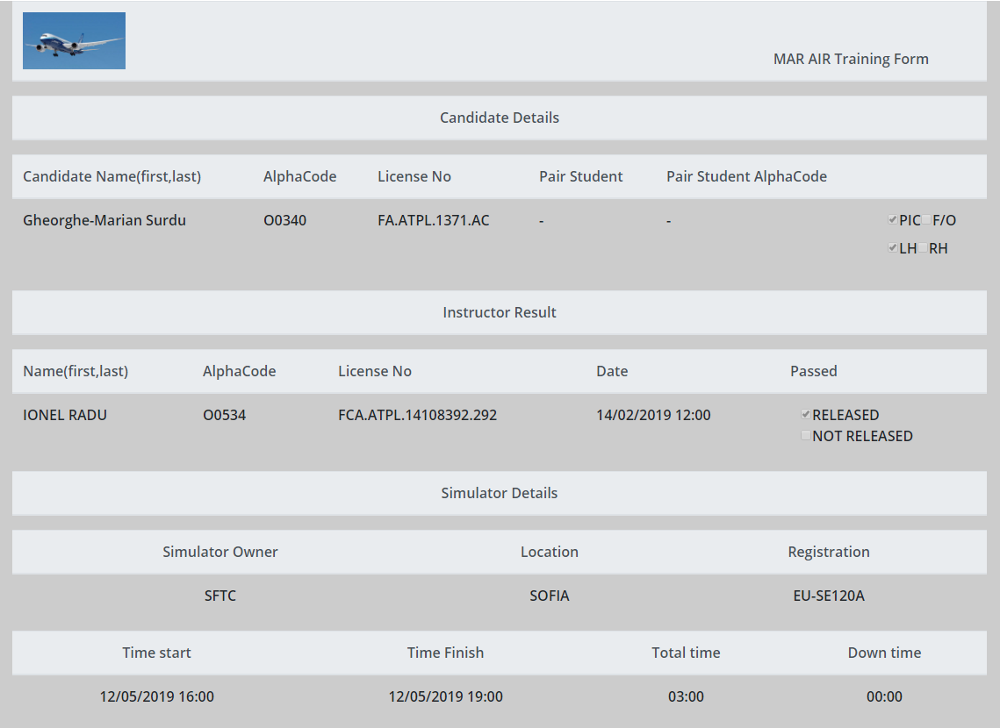 MAR AIR Training Form
Candidate Details
Candidate Name(first,last) AlphaCode License No Pair Student Pair Student AlphaCode
Gheorghe-Marian Surdu O0340 FA.ATPL.1371.AC - - PIC F/O
LH RH
Instructor Result
Name(first,last) AlphaCode License No Date Passed
IONEL RADU O0534 FCA.ATPL.14108392.292 14/02/2019 12:00 RELEASED
NOT RELEASED
Simulator Details
Simulator Owner Location Registration
SFTC SOFIA EU-SE120A
Time start Time Finish Total time Down time
12/05/2019 16:00 12/05/2019 19:00 03:00 00:00